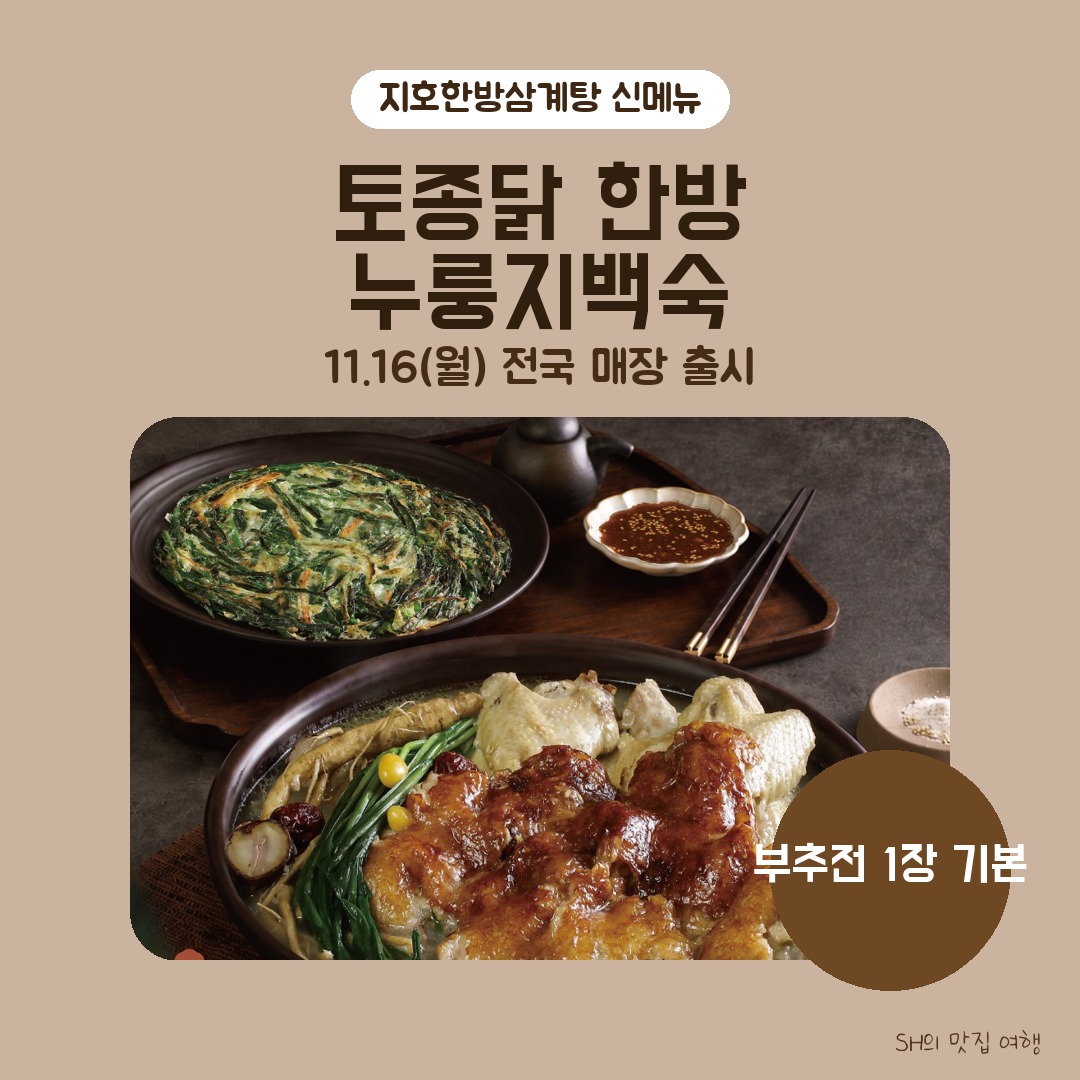 지호한방삼계탕 신메뉴
토종닭 한방
누룽지백숙
11.16(월) 전국 매장 출시
부추전 1장 기본
SH의 맛집 여행